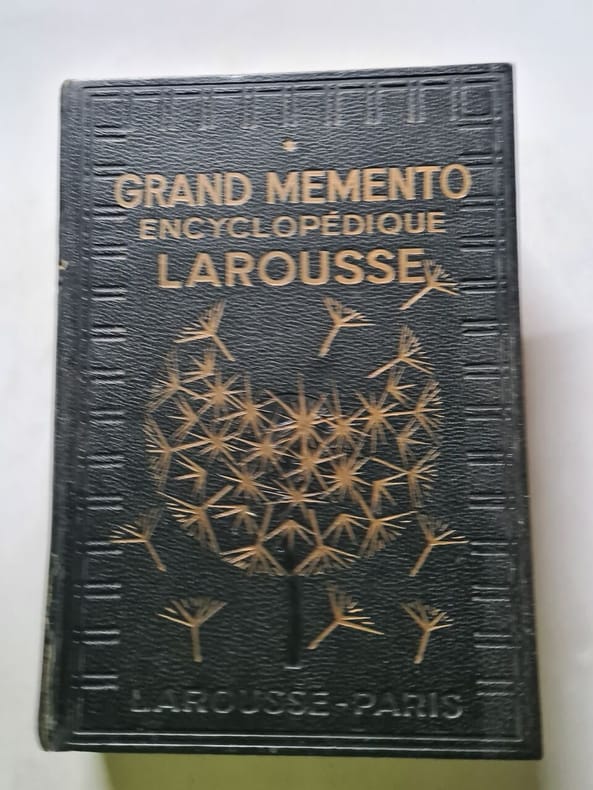 GRAND MEMENTO
ENCYCLOPÉDIQUE
LAROUSSE
LAROUSSE-PARIS